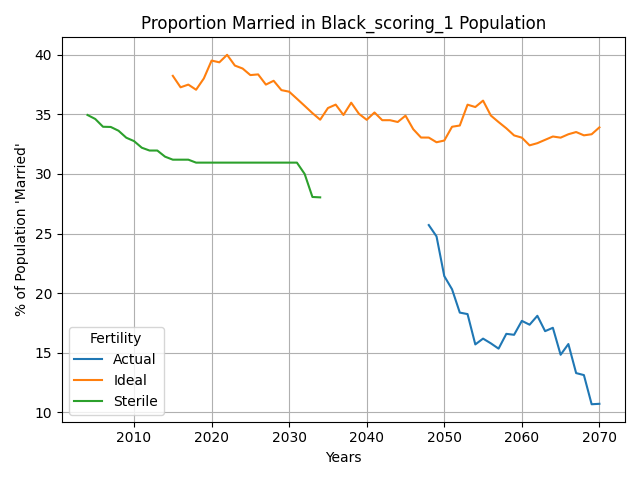 Proportion Married in Black_scoring_1 Population
% of Population 'Married'
40
35
30
25
20
15
10
Fertility
Actual
Ideal
Sterile
2010 2020 2030 2040 2050 2060 2070
Years